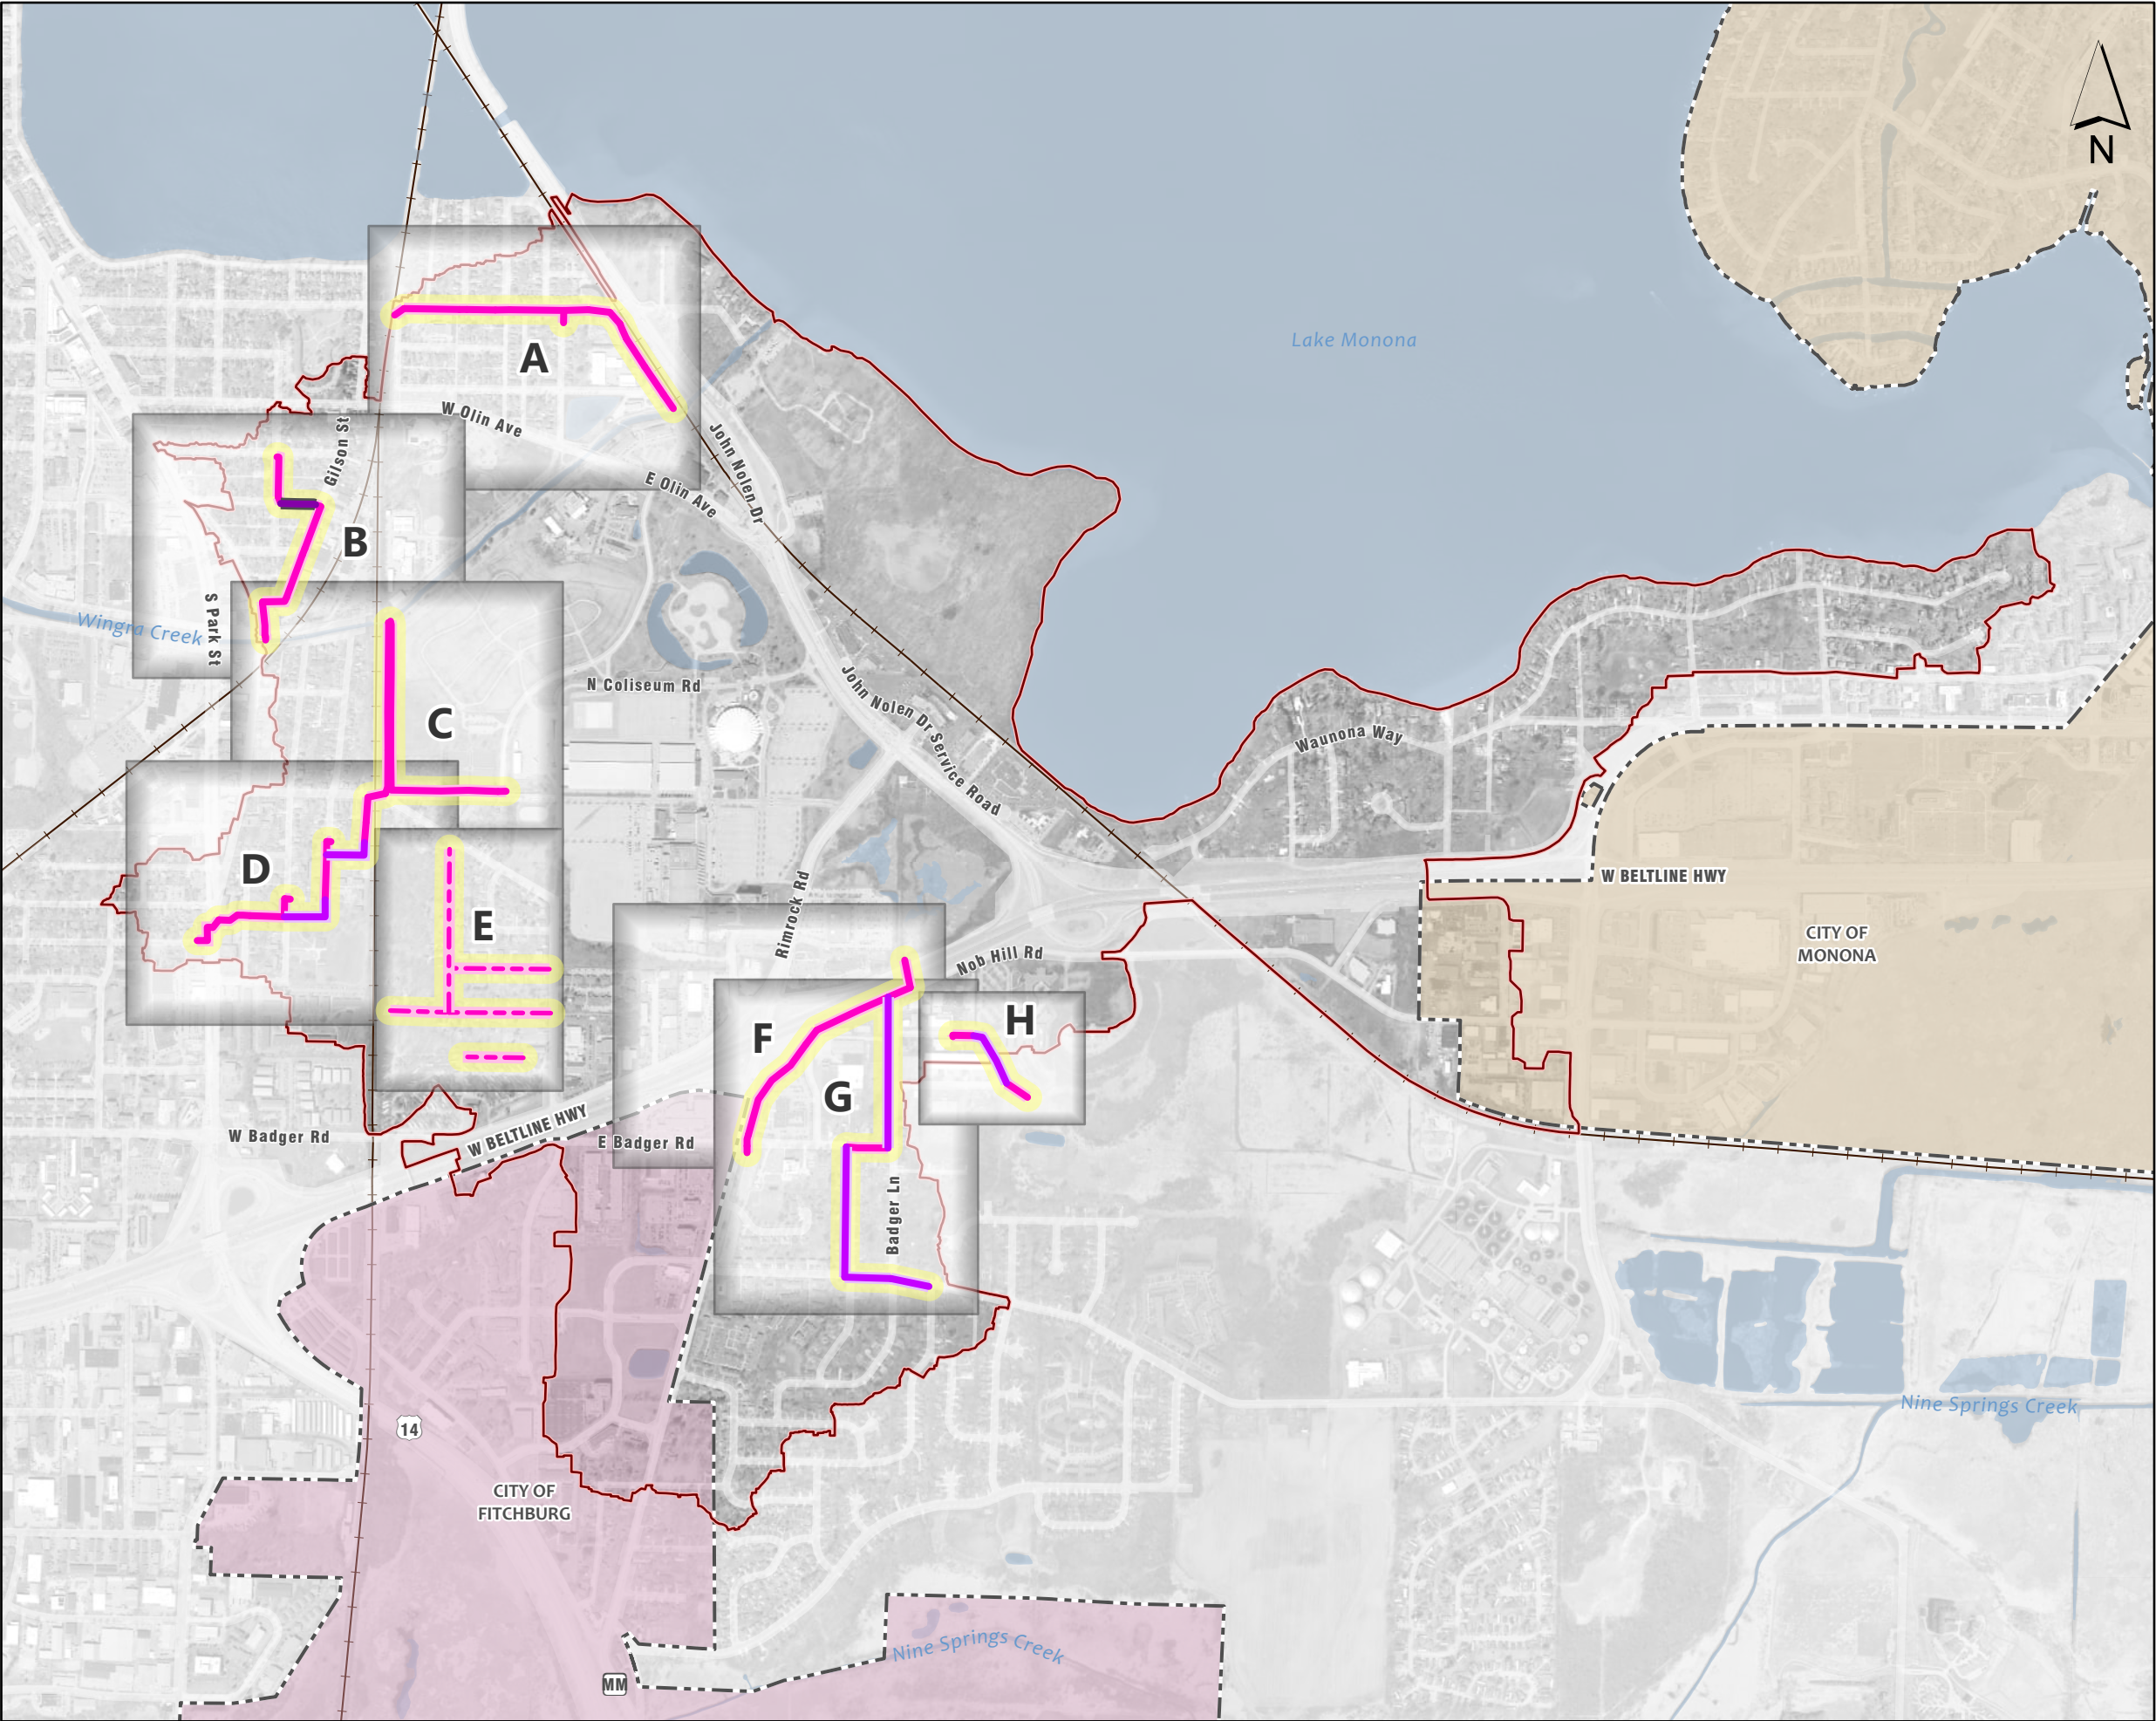 N
Lake Monona
A
W Olin Ave
Gilson St
John Nolen Dr
E Olin Ave
B
S Park St
Wingra Creek
N Coliseum Rd
C
John Nolen Dr Service Road
Waunona Way
D
W BELTLINE HWY
E
Rimrock Rd
CITY OF
MONONA
Nob Hill Rd
H
F
G
W Badger Rd
W BELTLINE HWY
E Badger Rd
Badger Ln
Nine Springs Creek
14
CITY OF
FITCHBURG
Nine Springs Creek
MM